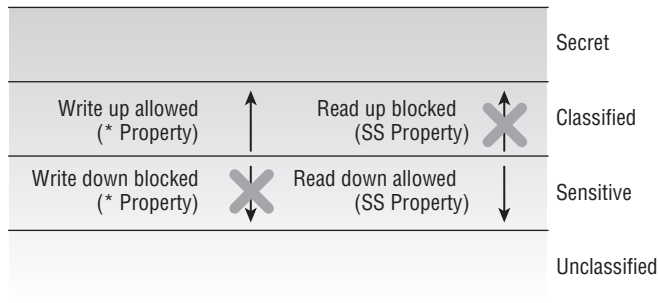 Secret
Write up allowed
(* Property)
Read up blocked
(SS Property)
Classified
Write down blocked
(* Property)
Read down allowed
(SS Property)
Sensitive
Unclassified